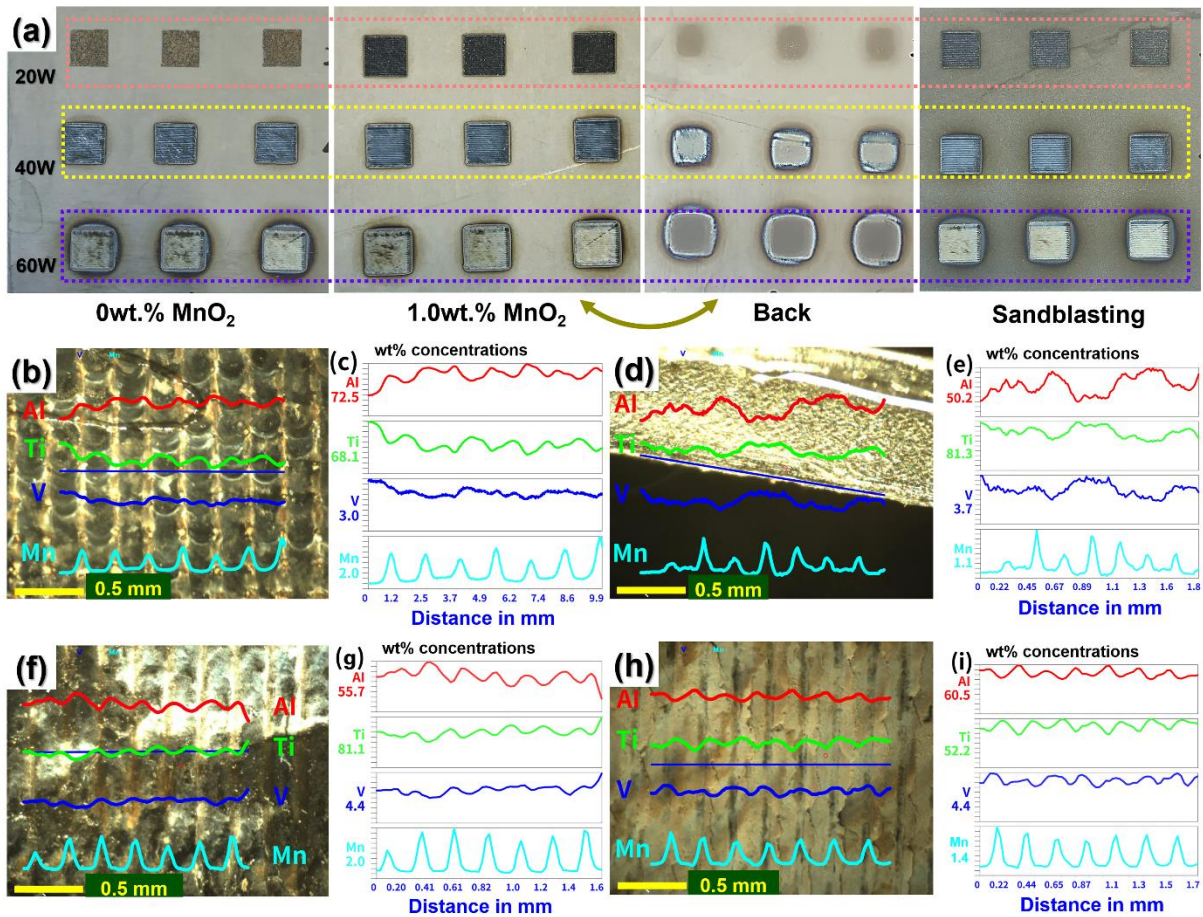 (a)
20W
40W
60W
0wt.% MnO2
1.0wt.% MnO2
Back
Sandblasting
(b)
V Mn
Al
Ti
V
Mn
0.5 mm
(c)
wt% concentrations
Al
72.5
Ti
68.1
V
3.0
Mn
2.0
0 1.2 2.5 3.7 4.9 6.2 7.4 8.6 9.9
Distance in mm
(d)
V Mn
Al
Ti
V
Mn
0.5 mm
(e)
wt% concentrations
Al
50.2
Ti
81.3
V
3.7
Mn
1.1
0 0.22 0.45 0.67 0.89 1.1 1.3 1.6 1.8
Distance in mm
(f)
V Mn
Al
Ti
V
Mn
0.5 mm
(g)
wt% concentrations
Al
55.7
Ti
81.1
V
4.4
Mn
2.0
0 0.20 0.41 0.61 0.82 1.0 1.2 1.4 1.6
Distance in mm
(h)
V Mn
Al
Ti
V
Mn
0.5 mm
(i)
wt% concentrations
Al
60.5
Ti
52.2
V
4.4
Mn
1.4
0 0.22 0.44 0.65 0.87 1.1 1.3 1.5 1.7
Distance in mm